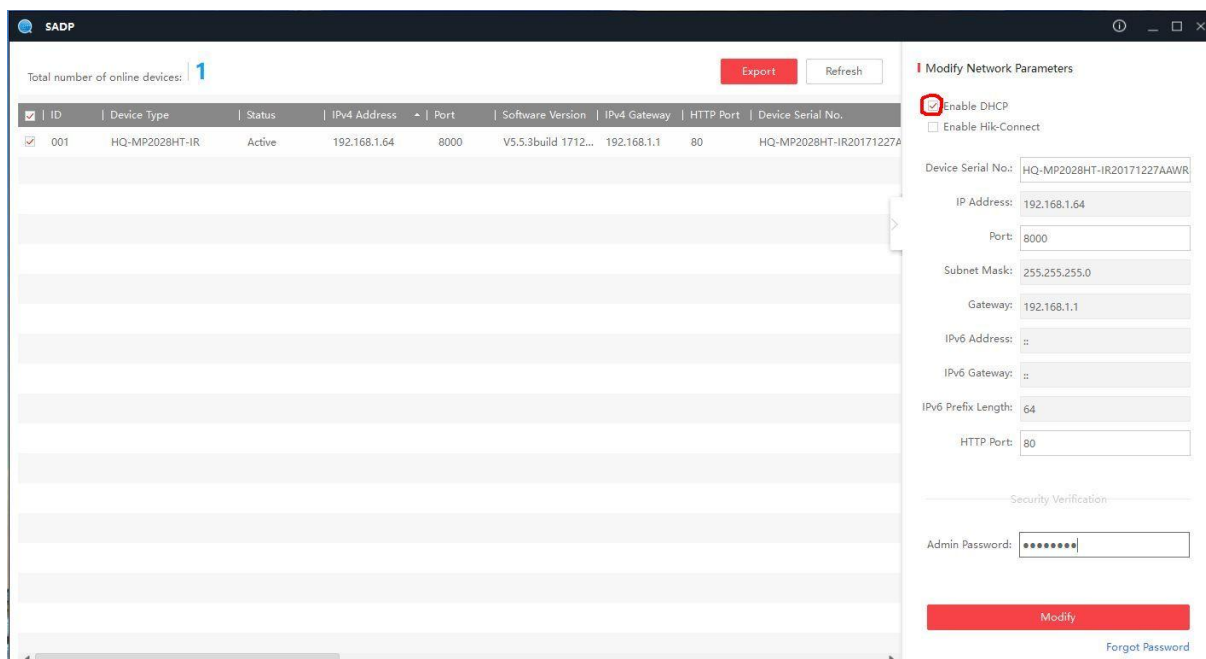 SADP
Total number of online devices: 1
Export
Refresh
ID | Device Type | Status | IPv4 Address | Port | Software Version | IPv4 Gateway | HTTP Port | Device Serial No.
001 HQ-MP2028HT-IR Active 192.168.1.64 8000 V5.5.3build 1712... 192.168.1.1 80 HQ-MP2028HT-IR20171227A
Modify Network Parameters
Enable DHCP
Enable Hik-Connect
Device Serial No.: HQ-MP2028HT-IR20171227AAWR
IP Address: 192.168.1.64
Port: 8000
Subnet Mask: 255.255.255.0
Gateway: 192.168.1.1
IPv6 Address: ::
IPv6 Gateway: ::
IPv6 Prefix Length: 64
HTTP Port: 80
Security Verification
Admin Password: ●●●●●●●●
Modify
Forgot Password